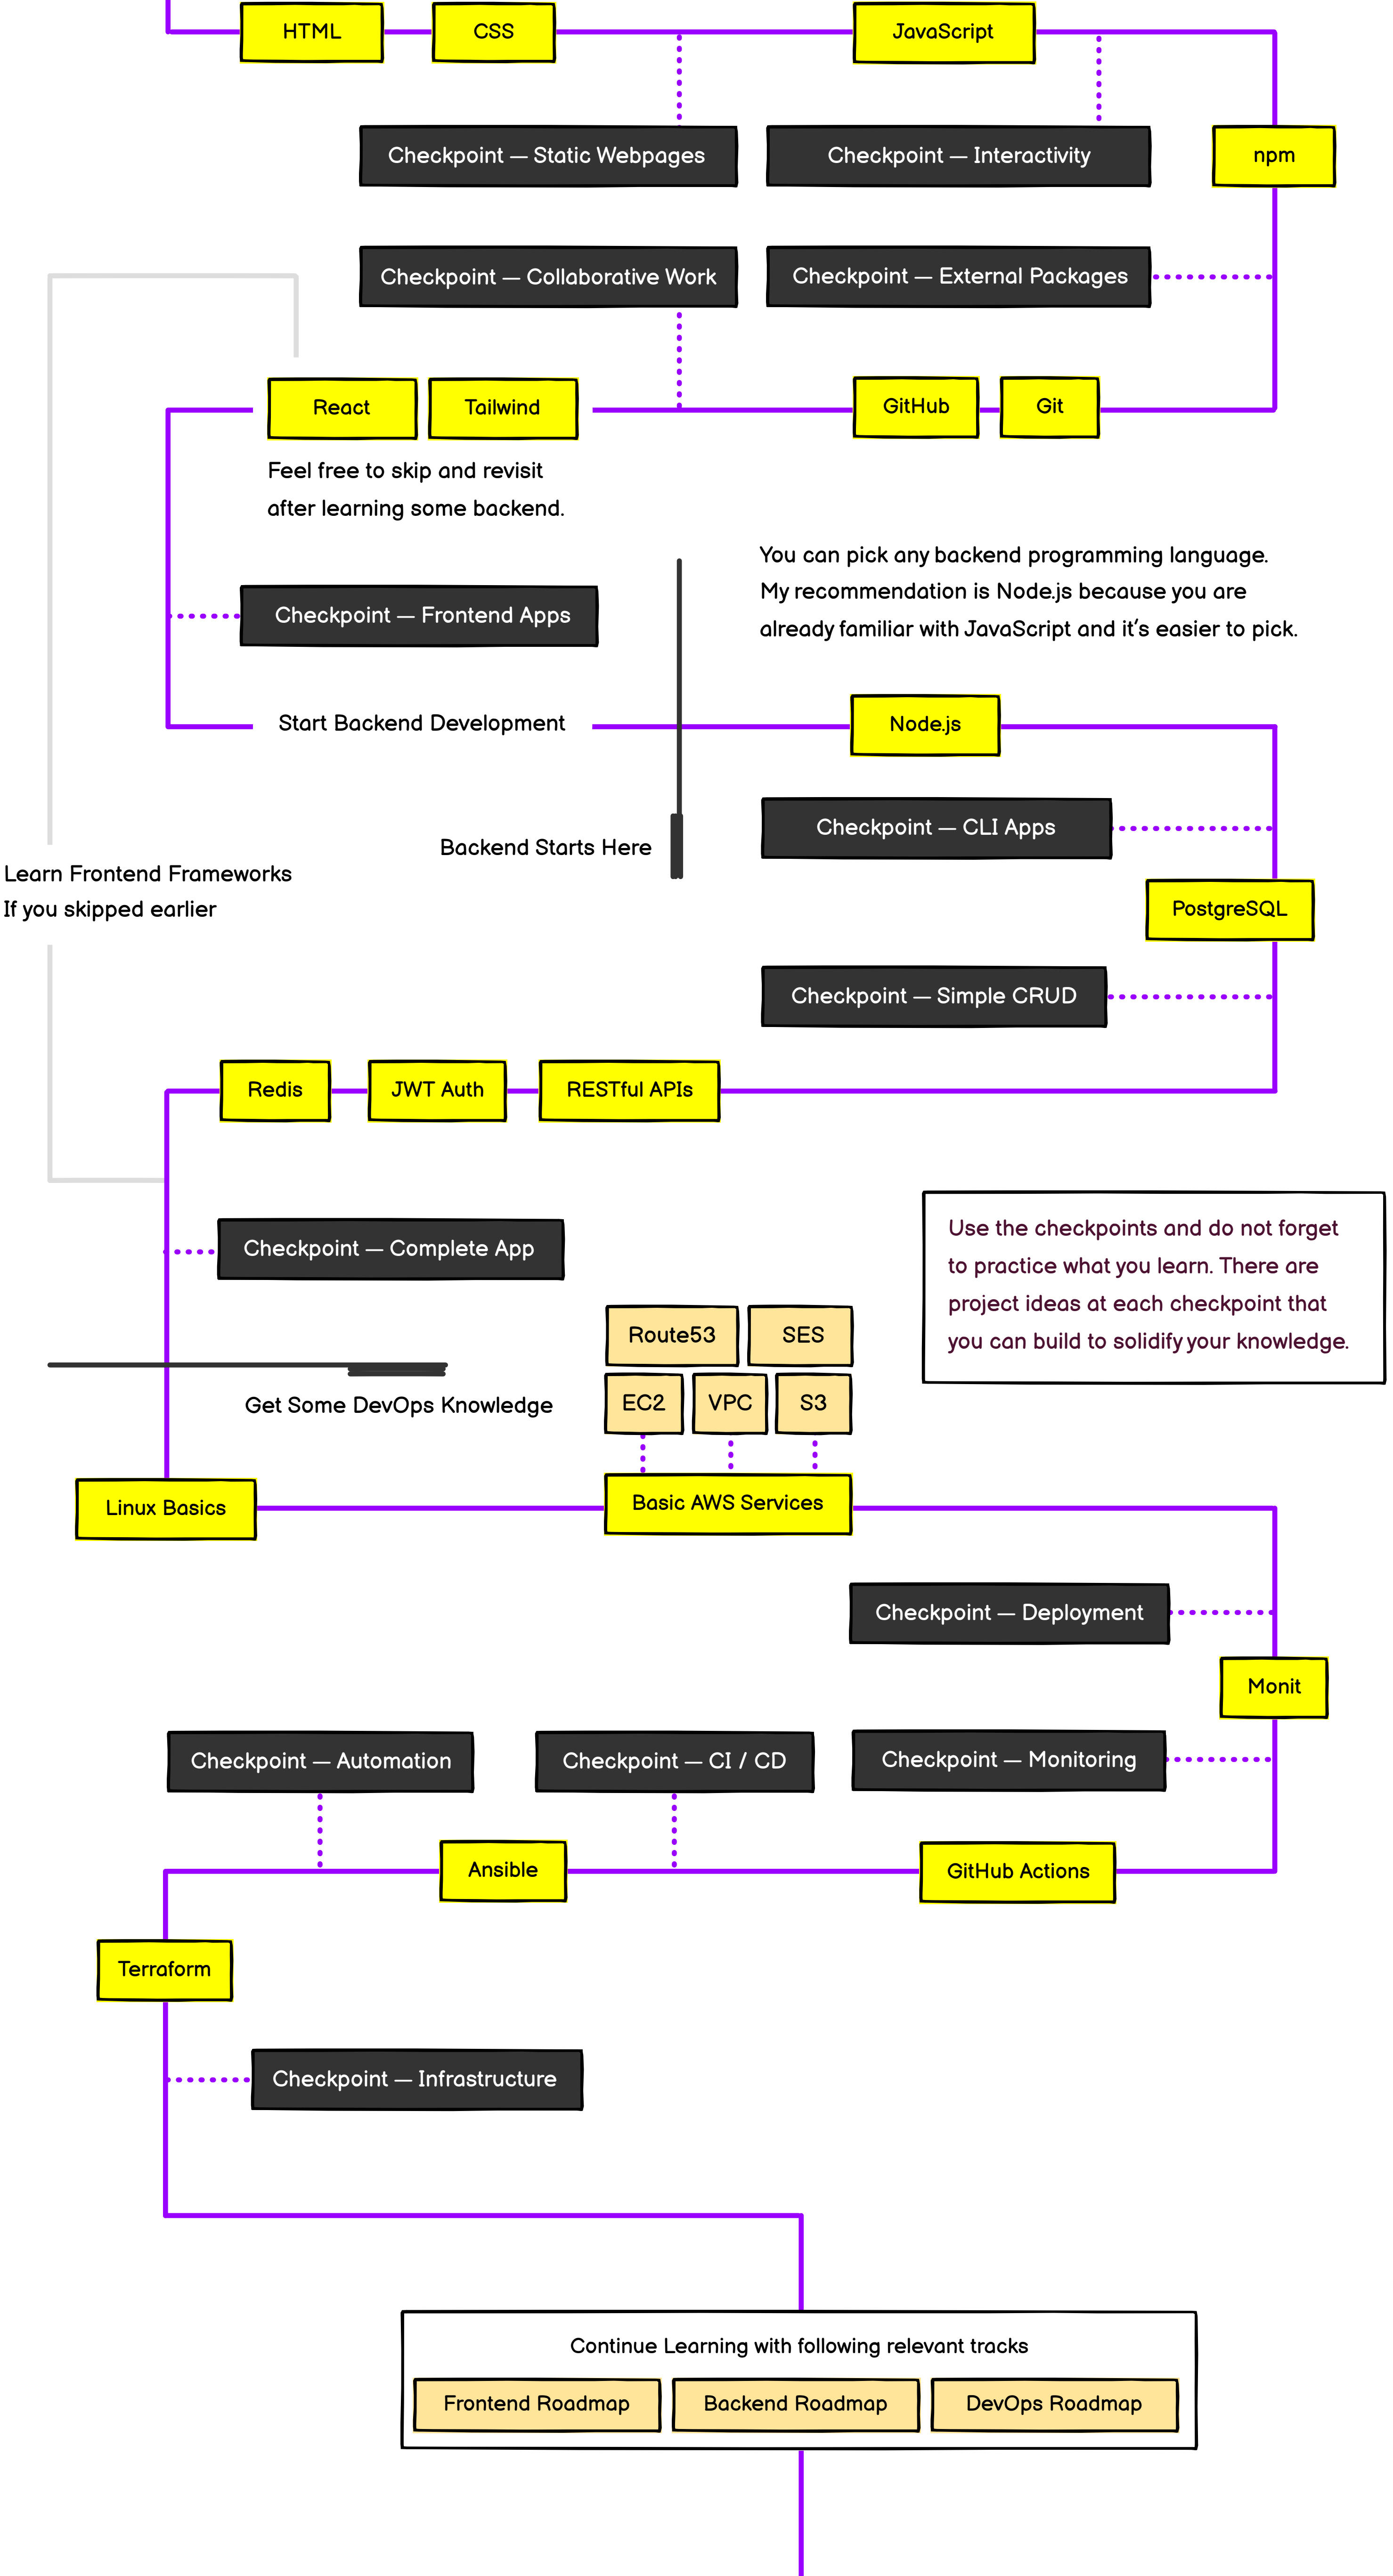 HTML
CSS
JavaScript
Checkpoint — Static Webpages
Checkpoint — Interactivity
npm
Checkpoint — Collaborative Work
Checkpoint — External Packages
React
Tailwind
GitHub
Git
Feel free to skip and revisit
after learning some backend.
You can pick any backend programming language.
My recommendation is Node.js because you are
already familiar with JavaScript and it's easier to pick.
Checkpoint — Frontend Apps
Start Backend Development
Node.js
Checkpoint — CLI Apps
Backend Starts Here
Learn Frontend Frameworks
If you skipped earlier
PostgreSQL
Checkpoint — Simple CRUD
Redis
JWT Auth
RESTful APIs
Checkpoint — Complete App
Use the checkpoints and do not forget
to practice what you learn. There are
project ideas at each checkpoint that
you can build to solidify your knowledge.
Route53
SES
EC2
VPC
S3
Get Some DevOps Knowledge
Linux Basics
Basic AWS Services
Checkpoint — Deployment
Monit
Checkpoint — Automation
Checkpoint — CI / CD
Checkpoint — Monitoring
Ansible
GitHub Actions
Terraform
Checkpoint — Infrastructure
Continue Learning with following relevant tracks
Frontend Roadmap
Backend Roadmap
DevOps Roadmap